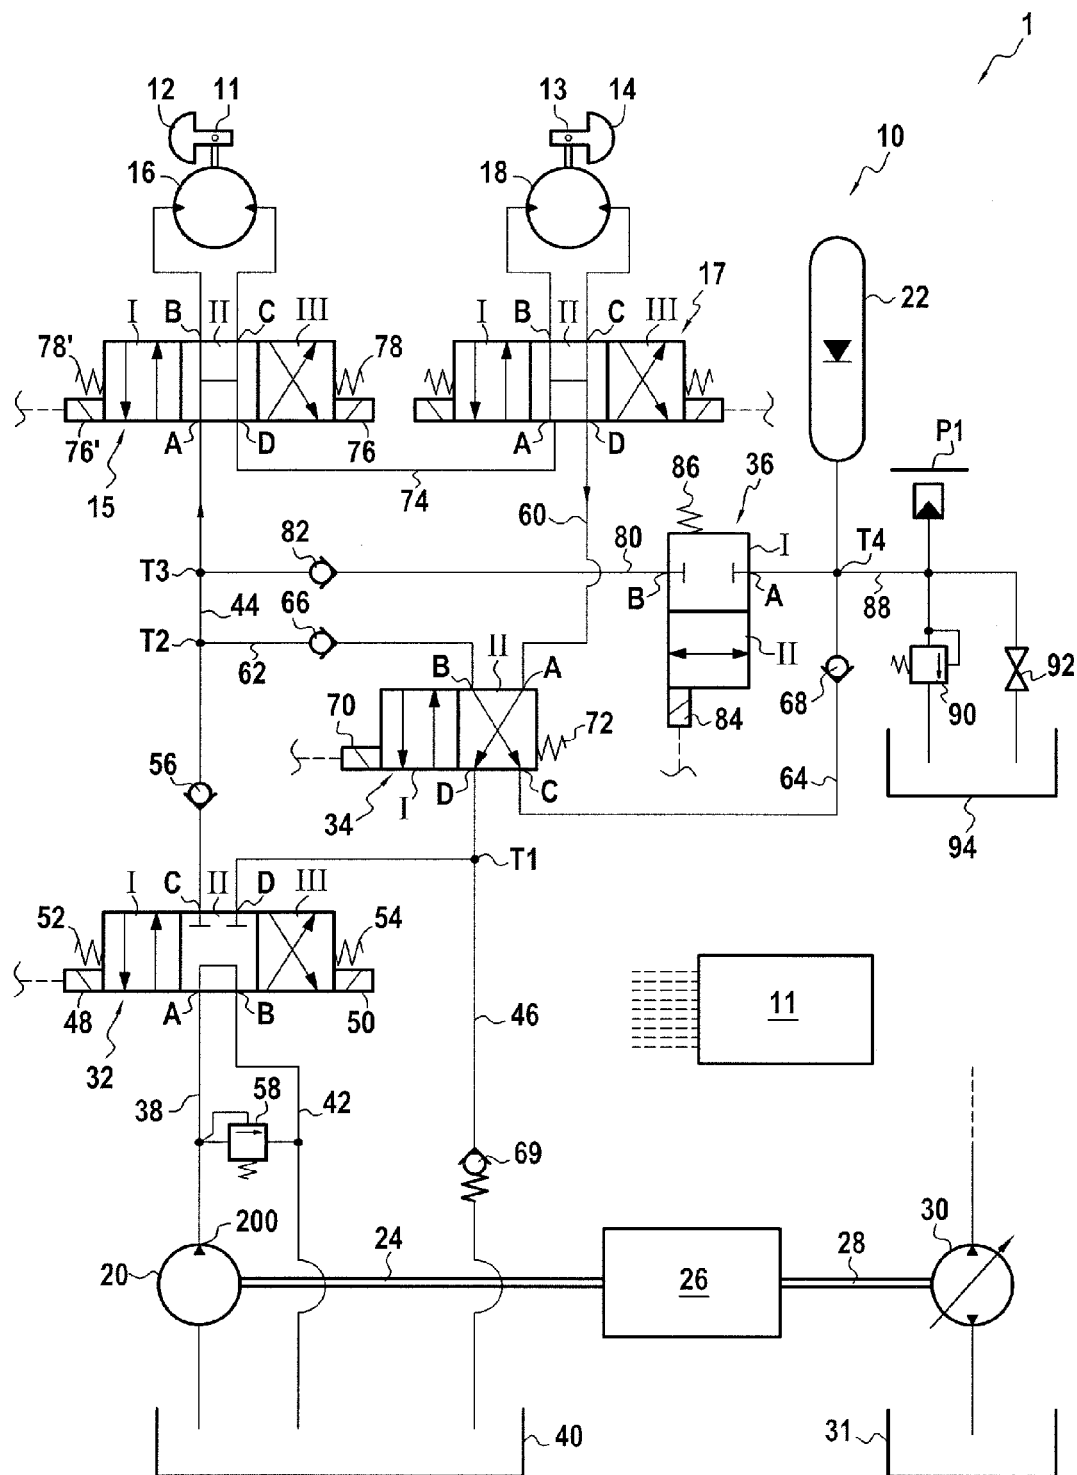 1
12 11 13 14
10
16 18
17
I B II C III I B II C III 22
78' 78
76' A D 76 A D P1
15 74 86 36
60
82 80 I
T3 B A T4
66 88
44
T2 62 II A II 92
B 68 90
70 72 84
56 64
D C
34 I 94
T1
I C II D III
52 54
11
48 A B 50 46
32 58
38 42
69
200 24 30
20 26 28
40 31